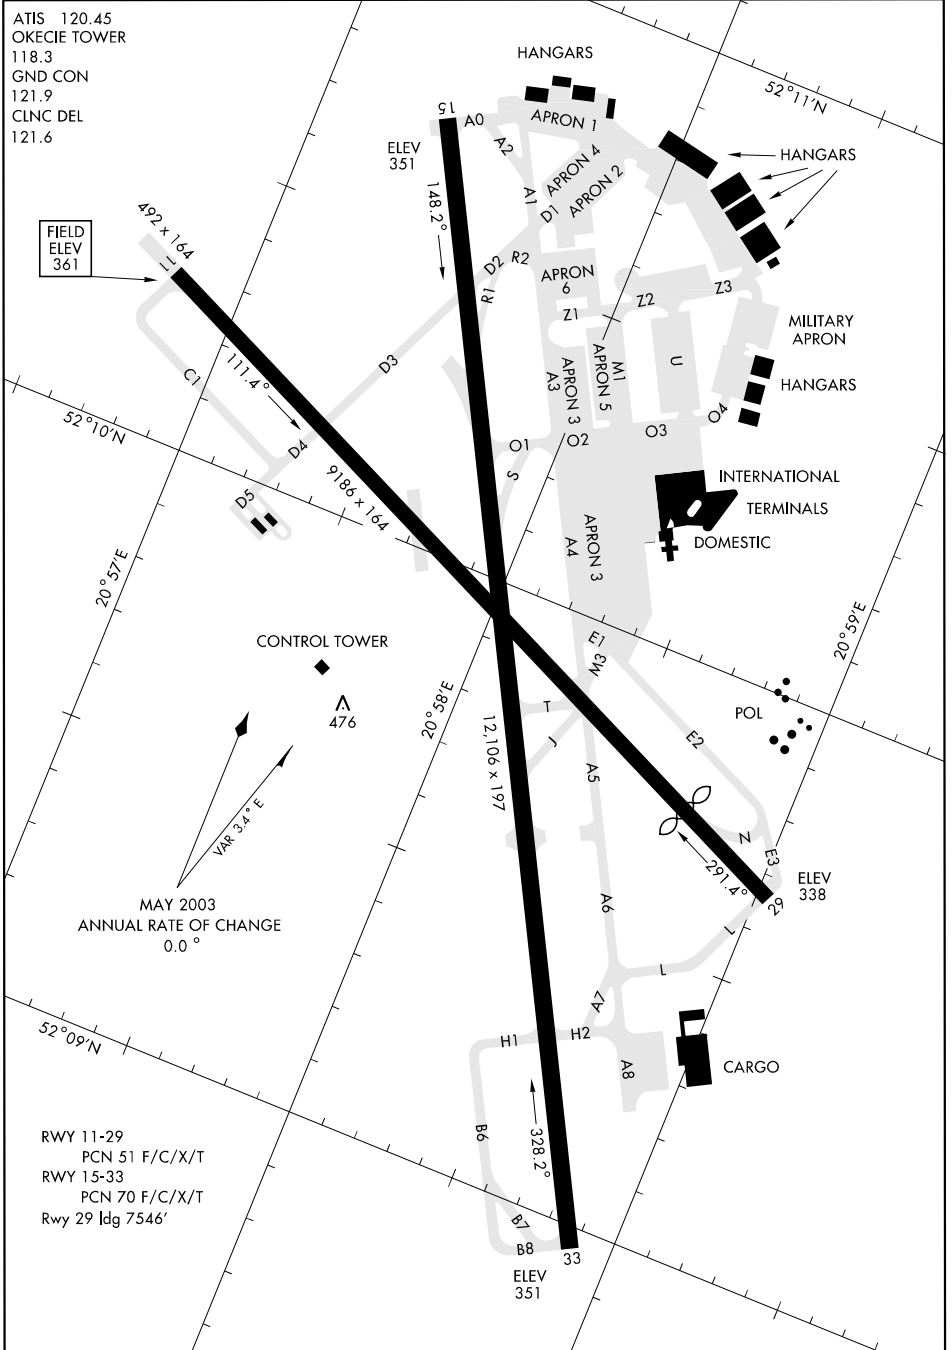 ATIS 120.45
OKECIE TOWER
118.3
GND CON
121.9
CLNC DEL
121.6
HANGARS
52°11'N
15
A0
APRON 1
ELEV
351
A2
APRON 4
HANGARS
APRON 2
A1
D1
148.2°
492 x 164
FIELD
ELEV
361
11
D2
R2
R1
APRON
6
Z1
Z2
Z3
MILITARY
APRON
HANGARS
111.4°
C1
D3
A3
APRON 3
APRON 5
M1
U
O4
52°10'N
D4
O1
O2
O3
S
9186 x 164
D5
INTERNATIONAL
TERMINALS
DOMESTIC
A4
APRON 3
20°57'E
20°59'E
CONTROL TOWER
476
E1
M3
20°58'E
T
J
POL
E2
12,106 x 197
A5
VAR 3.4° E
N
E3
291.4°
ELEV
338
29
MAY 2003
ANNUAL RATE OF CHANGE
0.0°
A6
L
L
A7
52°09'N
H1
H2
A8
CARGO
B6
328.2°
RWY 11-29
PCN 51 F/C/X/T
RWY 15-33
PCN 70 F/C/X/T
Rwy 29 ldg 7546'
B7
B8
33
ELEV
351